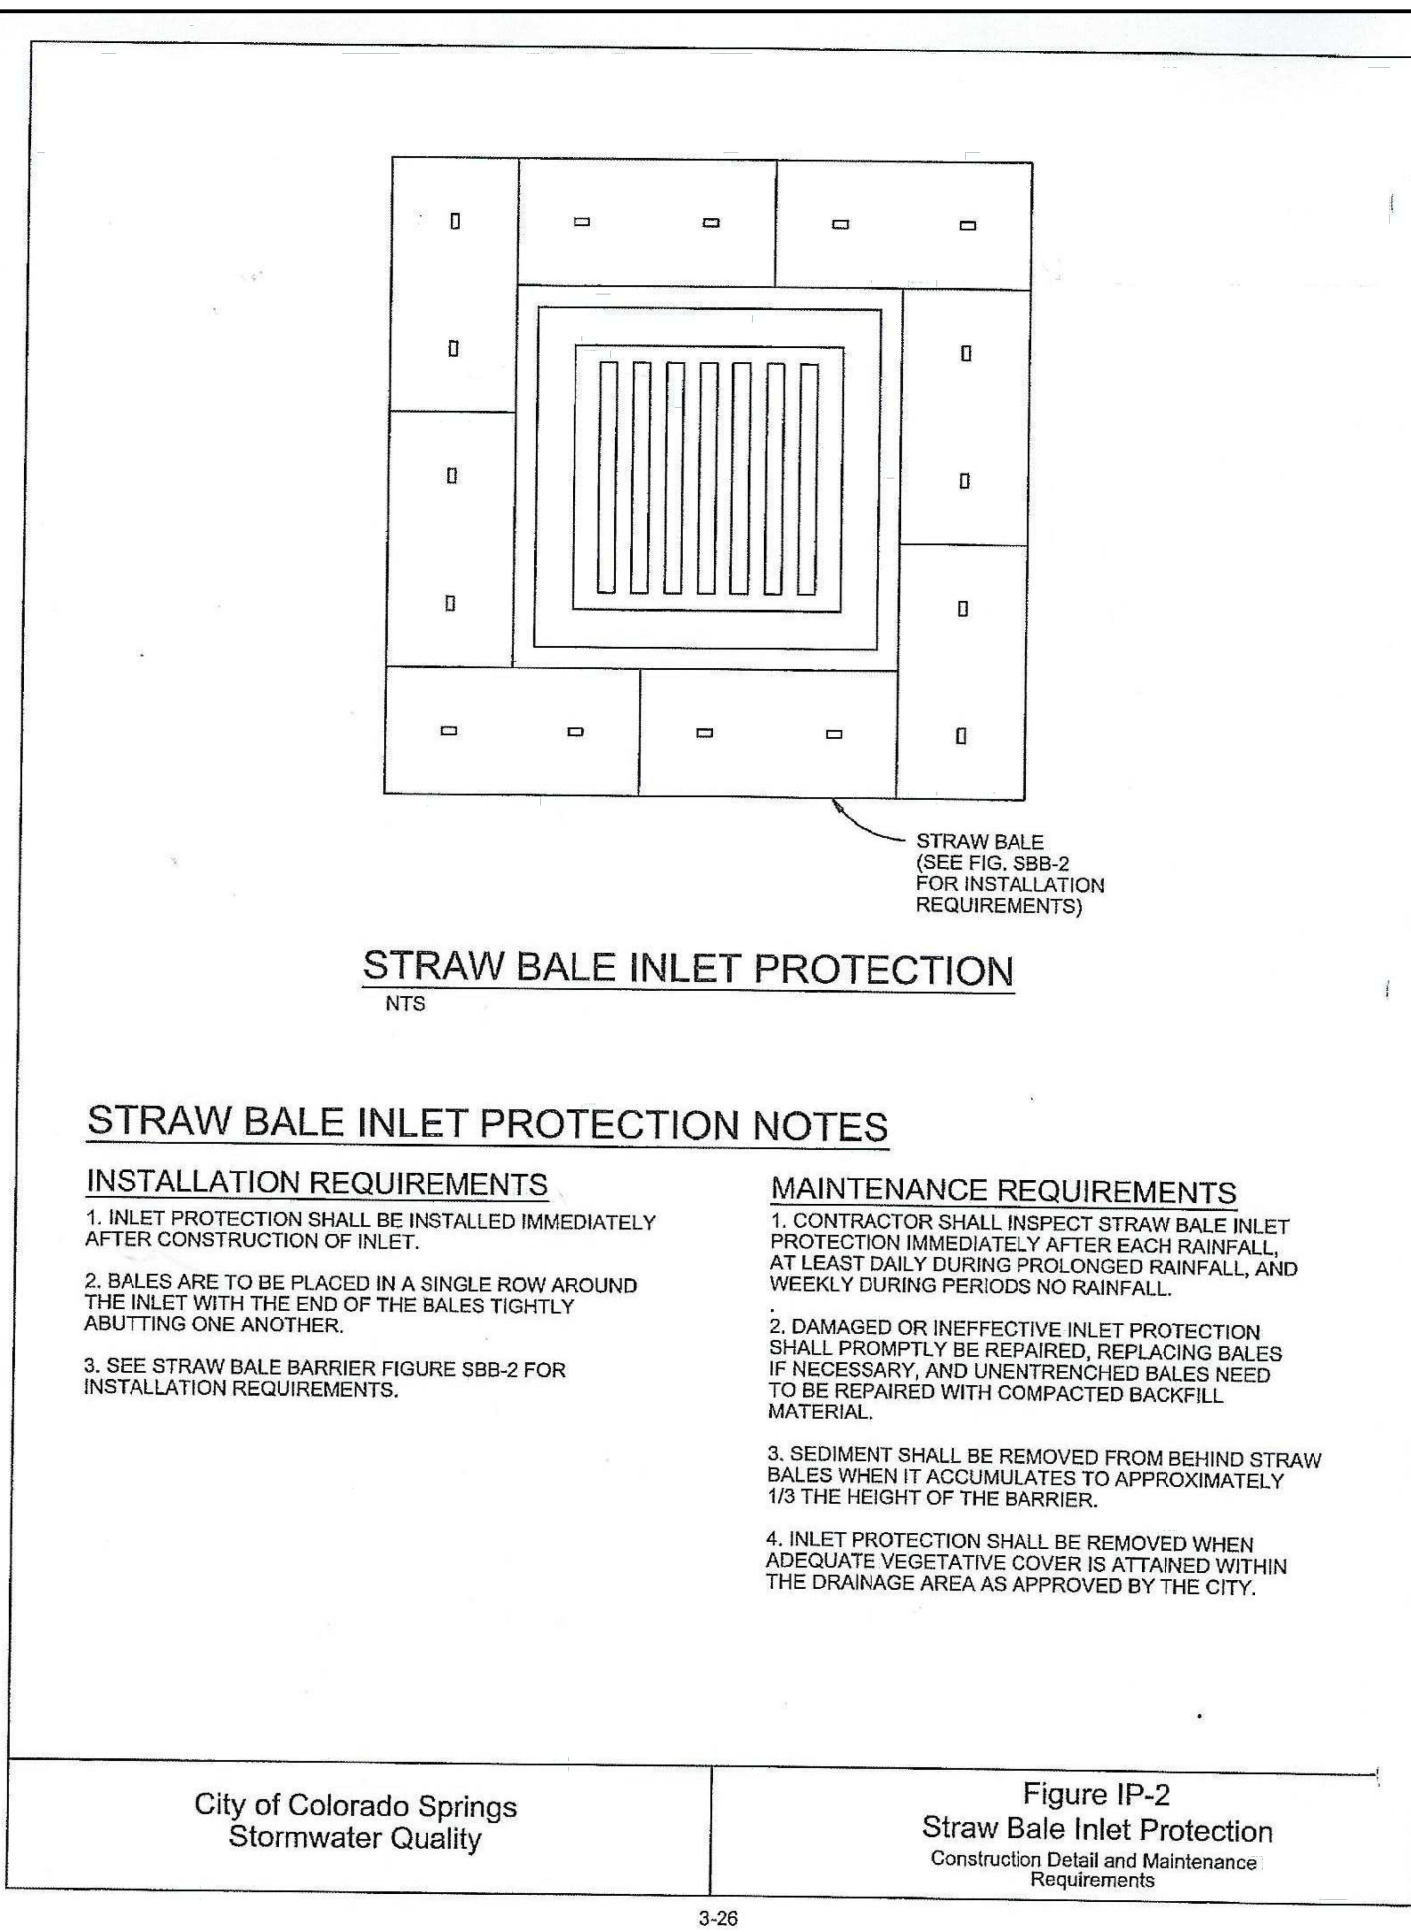 STRAW BALE
(SEE FIG. SBB-2
FOR INSTALLATION
REQUIREMENTS)
STRAW BALE INLET PROTECTION
NTS
STRAW BALE INLET PROTECTION NOTES
INSTALLATION REQUIREMENTS
1. INLET PROTECTION SHALL BE INSTALLED IMMEDIATELY
AFTER CONSTRUCTION OF INLET.
2. BALES ARE TO BE PLACED IN A SINGLE ROW AROUND
THE INLET WITH THE END OF THE BALES TIGHTLY
ABUTTING ONE ANOTHER.
3. SEE STRAW BALE BARRIER FIGURE SBB-2 FOR
INSTALLATION REQUIREMENTS.
MAINTENANCE REQUIREMENTS
1. CONTRACTOR SHALL INSPECT STRAW BALE INLET
PROTECTION IMMEDIATELY AFTER EACH RAINFALL,
AT LEAST DAILY DURING PROLONGED RAINFALL, AND
WEEKLY DURING PERIODS NO RAINFALL.
2. DAMAGED OR INEFFECTIVE INLET PROTECTION
SHALL PROMPTLY BE REPAIRED, REPLACING BALES
IF NECESSARY, AND UNENTRENCHED BALES NEED
TO BE REPAIRED WITH COMPACTED BACKFILL
MATERIAL.
3. SEDIMENT SHALL BE REMOVED FROM BEHIND STRAW
BALES WHEN IT ACCUMULATES TO APPROXIMATELY
1/3 THE HEIGHT OF THE BARRIER.
4. INLET PROTECTION SHALL BE REMOVED WHEN
ADEQUATE VEGETATIVE COVER IS ATTAINED WITHIN
THE DRAINAGE AREA AS APPROVED BY THE CITY.
City of Colorado Springs
Stormwater Quality
Figure IP-2
Straw Bale Inlet Protection
Construction Detail and Maintenance
Requirements
3-26